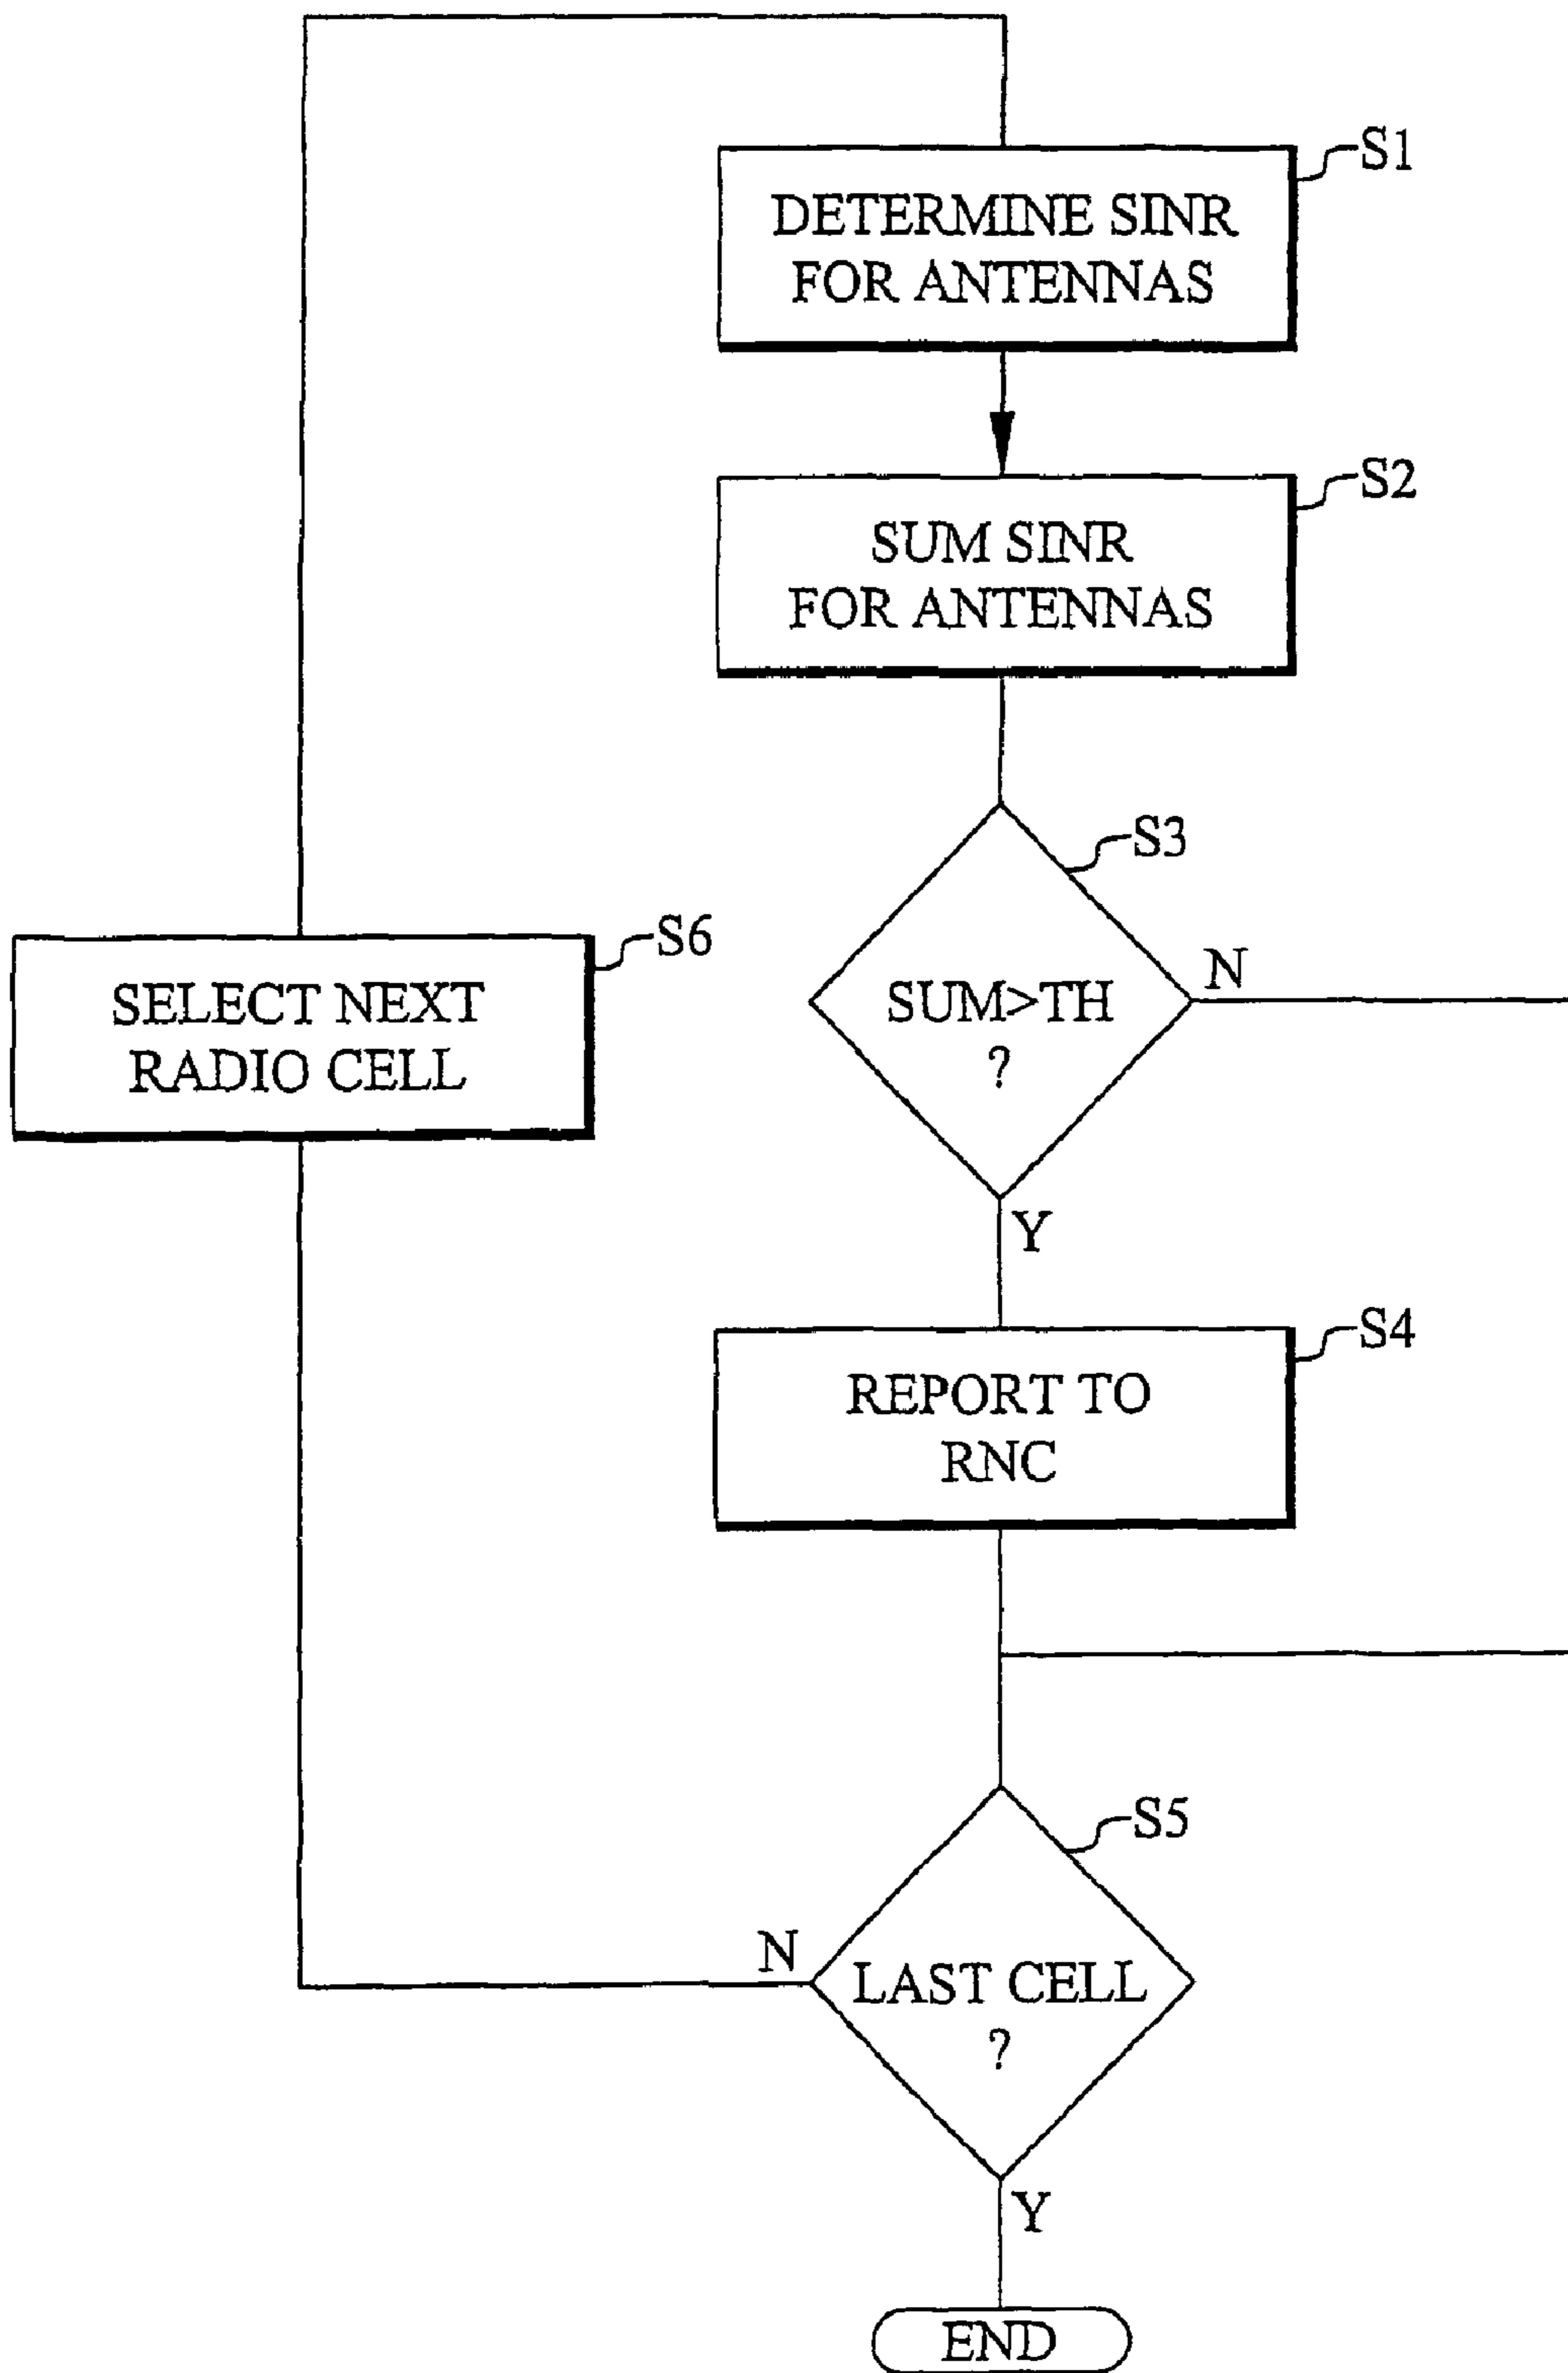 S1
DETERMINE SINR
FOR ANTENNAS
S2
SUM SINR
FOR ANTENNAS
S3
SUM>TH
?
N
Y
S6
SELECT NEXT
RADIO CELL
S4
REPORT TO
RNC
S5
LAST CELL
?
N
Y
END